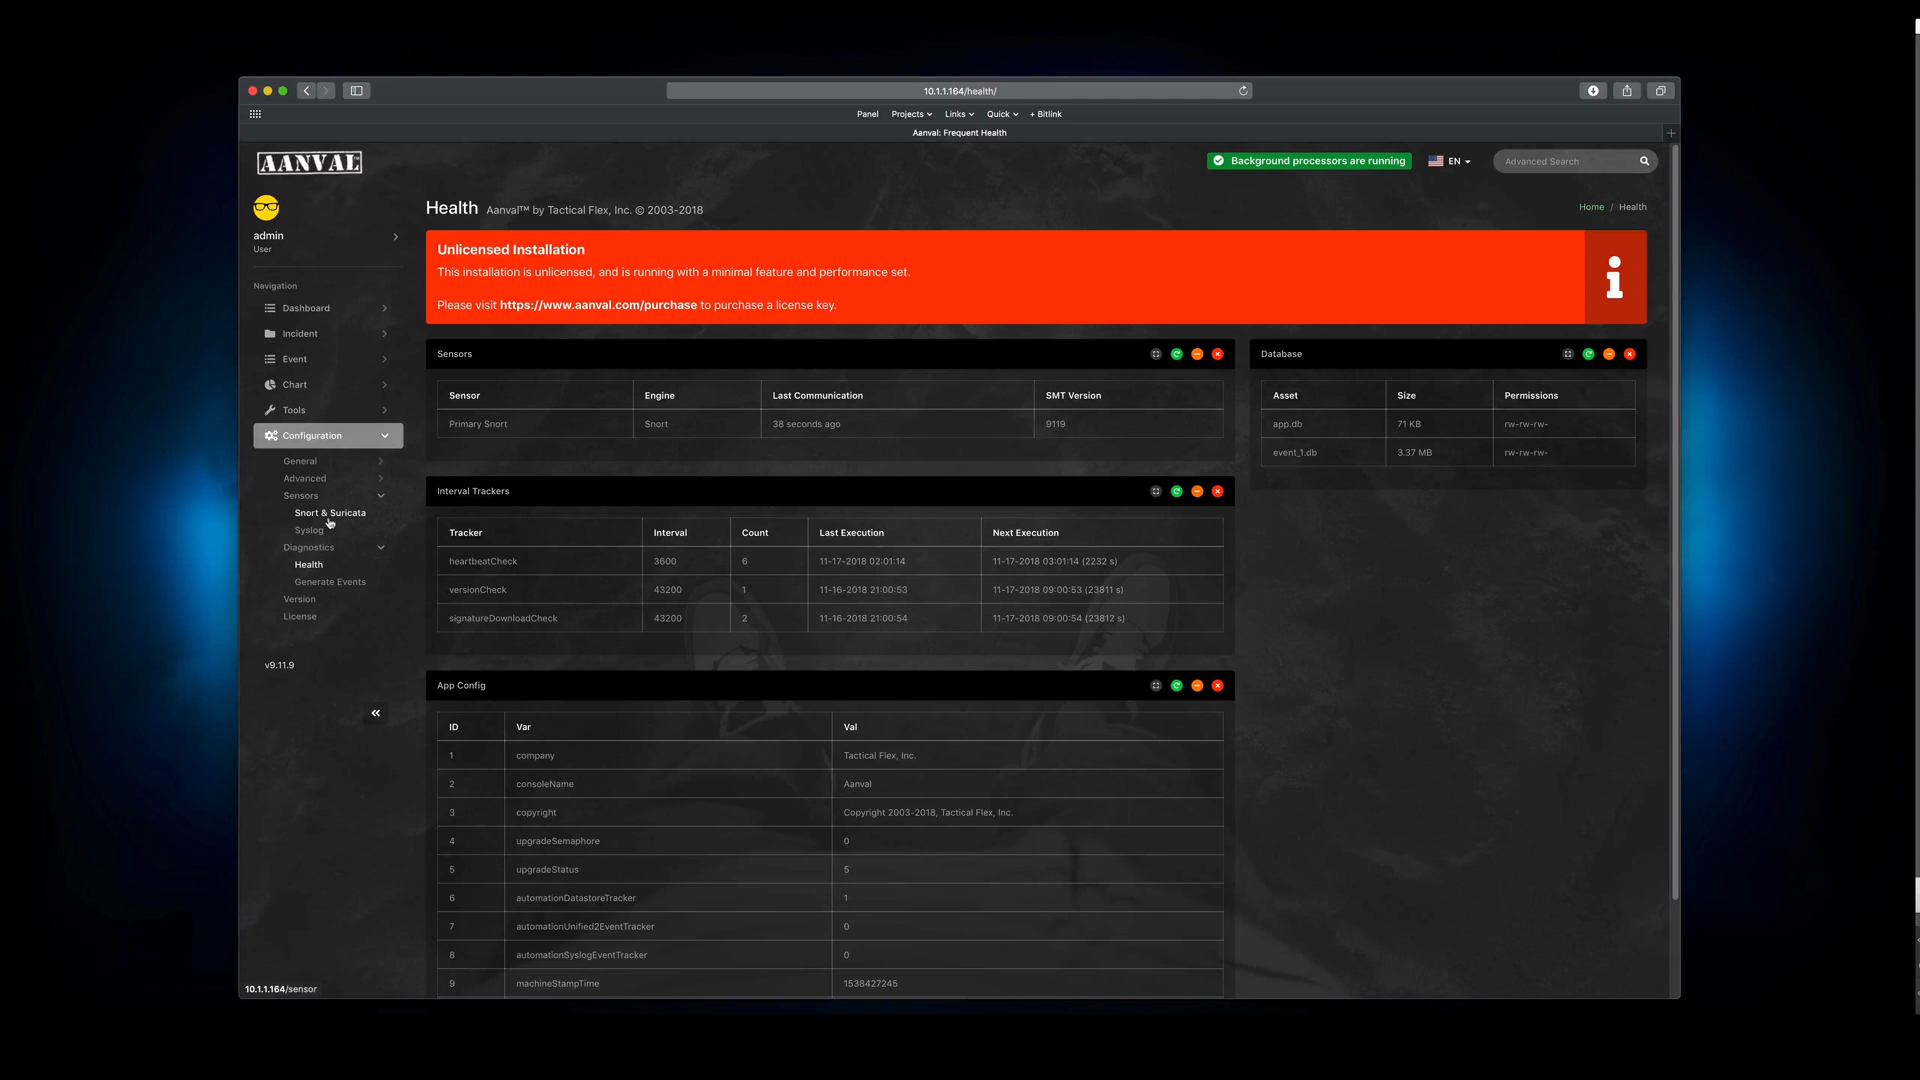 10.1.1.164/health/
Panel Projects Links Quick + Bitlink
Aanval: Frequent Health
AANVAL
Background processors are running
EN
Advanced Search
admin
User
Navigation
Dashboard
Incident
Event
Chart
Tools
Configuration
General
Advanced
Sensors
Snort & Suricata
Syslog
Diagnostics
Health
Generate Events
Version
License
v9.11.9
«
10.1.1.164/sensor
Health Aanval™ by Tactical Flex, Inc. © 2003-2018
Home / Health
Unlicensed Installation
This installation is unlicensed, and is running with a minimal feature and performance set.
Please visit https://www.aanval.com/purchase to purchase a license key.
Sensors
Sensor Engine Last Communication SMT Version
Primary Snort Snort 38 seconds ago 9119
Database
Asset Size Permissions
app.db 71 KB rw-rw-rw-
event_1.db 3.37 MB rw-rw-rw-
Interval Trackers
Tracker Interval Count Last Execution Next Execution
heartbeatCheck 3600 6 11-17-2018 02:01:14 11-17-2018 03:01:14 (2232 s)
versionCheck 43200 1 11-16-2018 21:00:53 11-17-2018 09:00:53 (23811 s)
signatureDownloadCheck 43200 2 11-16-2018 21:00:54 11-17-2018 09:00:54 (23812 s)
App Config
ID Var Val
1 company Tactical Flex, Inc.
2 consoleName Aanval
3 copyright Copyright 2003-2018, Tactical Flex, Inc.
4 upgradeSemaphore 0
5 upgradeStatus 5
6 automationDatastoreTracker 1
7 automationUnified2EventTracker 0
8 automationSyslogEventTracker 0
9 machineStampTime 1538427245